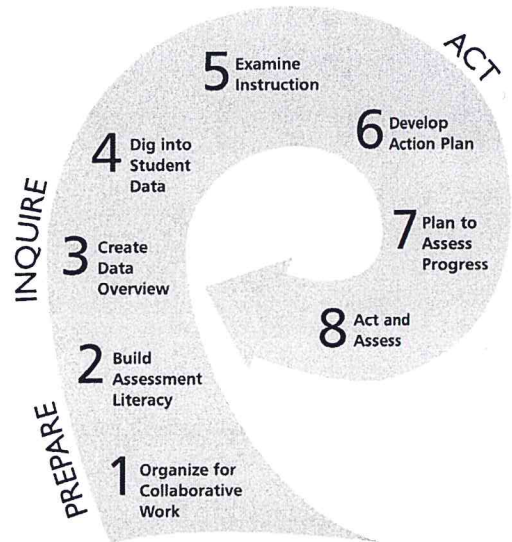 ACT
5 Examine
Instruction
6 Develop
Action Plan
4 Dig into
Student
Data
7 Plan to
Assess
Progress
INQUIRE
3 Create
Data
Overview
8 Act and
Assess
2 Build
Assessment
Literacy
PREPARE
1 Organize for
Collaborative
Work